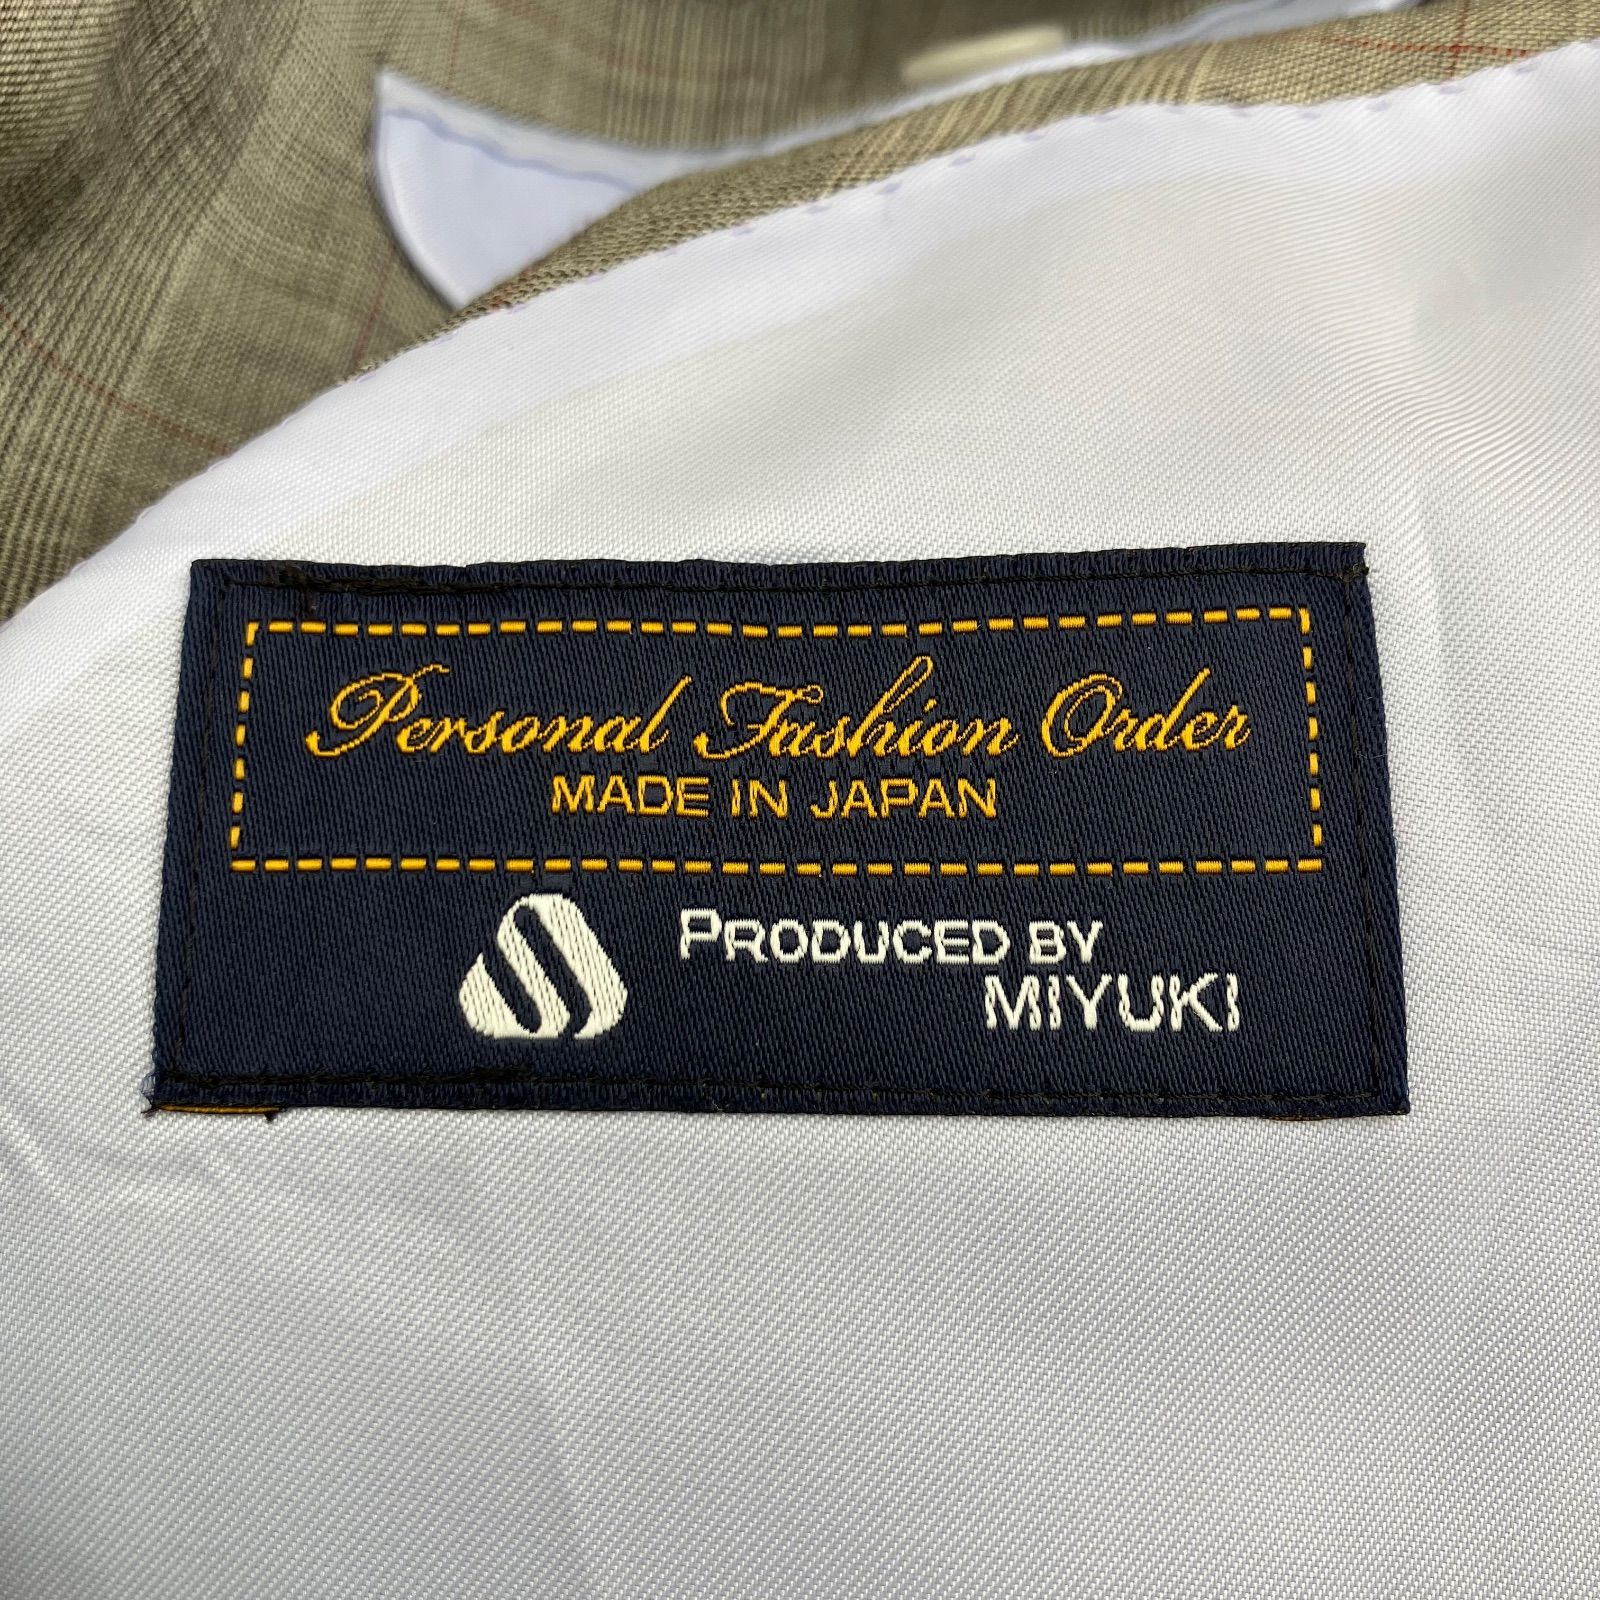 Personal Fashion Order
MADE IN JAPAN
PRODUCED BY
MIYUKI